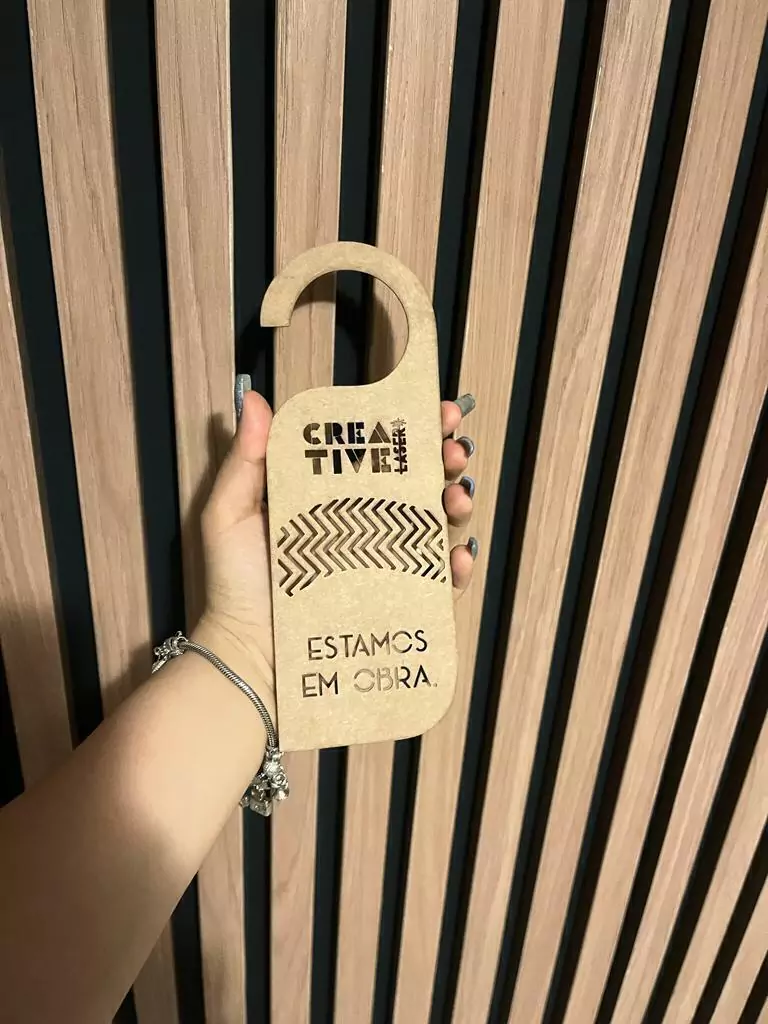 CREA
TIVE
LASER
ESTAMOS
EM OBRA.